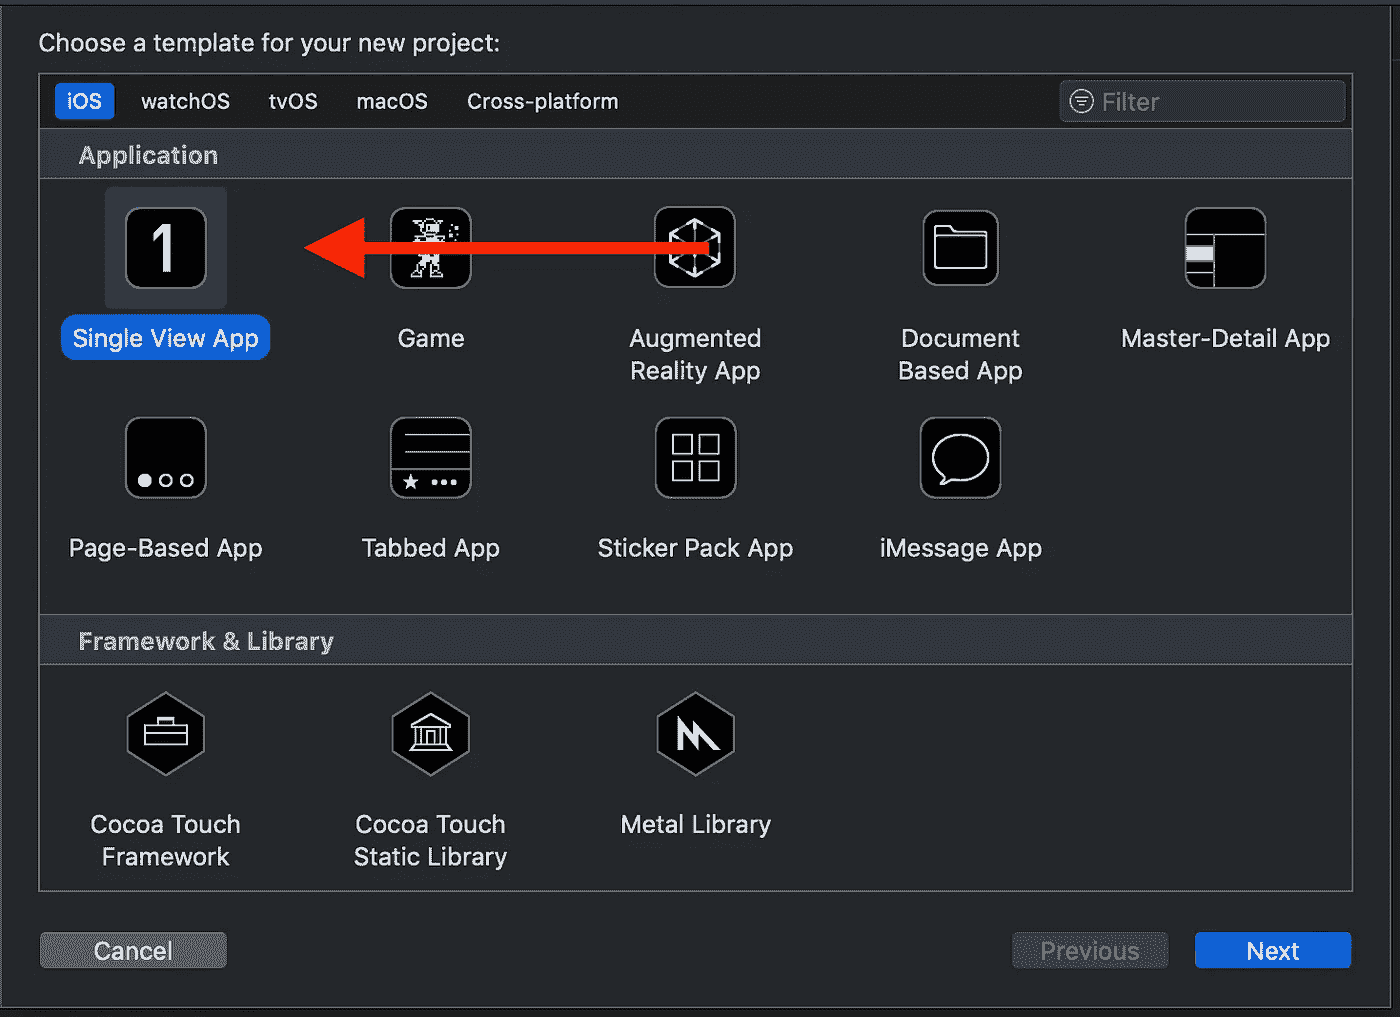 Choose a template for your new project:
iOS watchOS tvOS macOS Cross-platform Filter
Application
1
Single View App Game Augmented Reality App Document Based App Master-Detail App
Page-Based App Tabbed App Sticker Pack App iMessage App
Framework & Library
Cocoa Touch Framework Cocoa Touch Static Library Metal Library
Cancel Previous Next